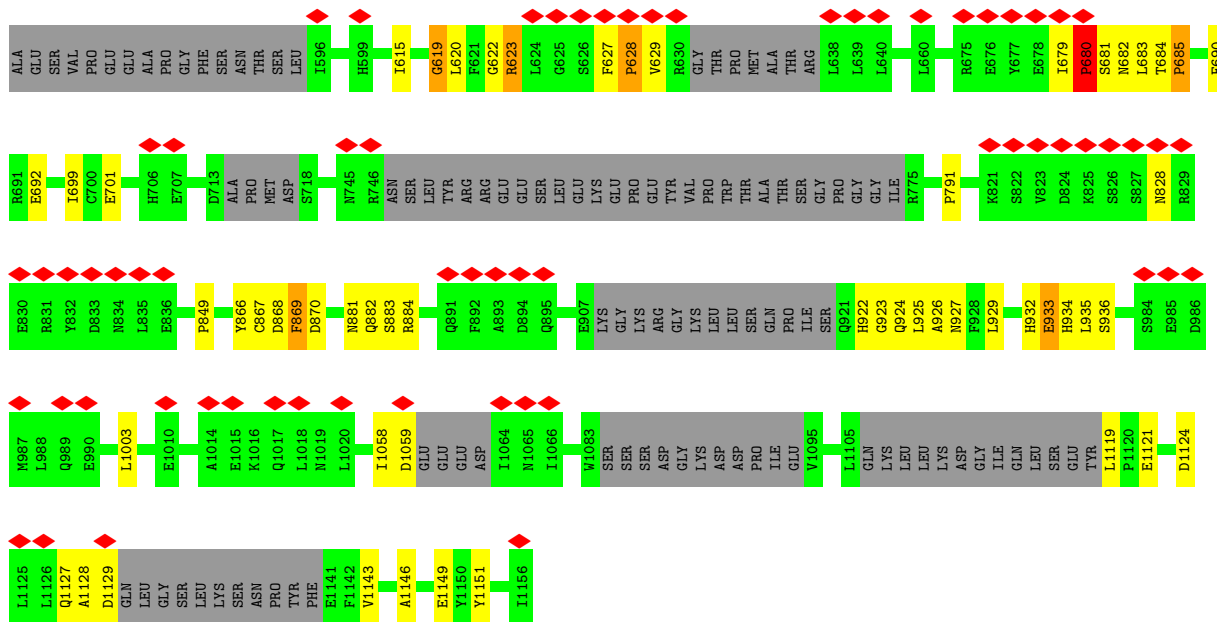 ALA GLU SER VAL PRO GLU GLU ALA PRO GLY PHE SER ASN THR SER LEU I596 H599 I615 G619 L620 F621 G622 R623 L624 G625 S626 F627 P628 V629 R630 GLY THR PRO MET ALA THR ARG L638 L639 L640 L660 R675 E676 Y677 E678 I679 P680 S681 N682 L683 T684 P685 E690
R691 E692 I699 C700 E701 H706 E707 D713 ALA PRO MET ASP S718 N745 R746 ASN SER LEU TYR ARG ARG GLU GLU SER LEU GLU LYS GLU PRO GLU TYR VAL PRO TRP THR ALA THR SER GLY PRO GLY GLY ILE R775 P791 K821 S822 V823 D824 K825 S826 S827 N828 R829
E830 R831 Y832 D833 N834 L835 E836 P849 Y866 C867 D868 F869 D870 N881 Q882 S883 R884 Q891 F892 A893 D894 Q895 E907 LYS GLY LYS ARG GLY LYS LEU LEU SER GLN PRO ILE SER Q921 H922 G923 Q924 L925 A926 N927 F928 L929 H932 E933 H934 L935 S936 S984 E985 D986
M987 L988 Q989 E990 L1003 E1010 A1014 E1015 K1016 Q1017 L1018 N1019 L1020 I1058 D1059 GLU GLU GLU ASP I1064 N1065 I1066 W1083 SER SER SER ASP GLY LYS ASP ASP PRO ILE GLU V1095 L1105 GLN LYS LEU LEU LYS ASP GLY ILE GLN LEU SER GLU TYR L1119 P1120 E1121 D1124
L1125 L1126 Q1127 A1128 D1129 GLN LEU GLY SER LEU LYS SER ASN PRO TYR PHE E1141 F1142 V1143 A1146 E1149 Y1150 Y1151 I1156